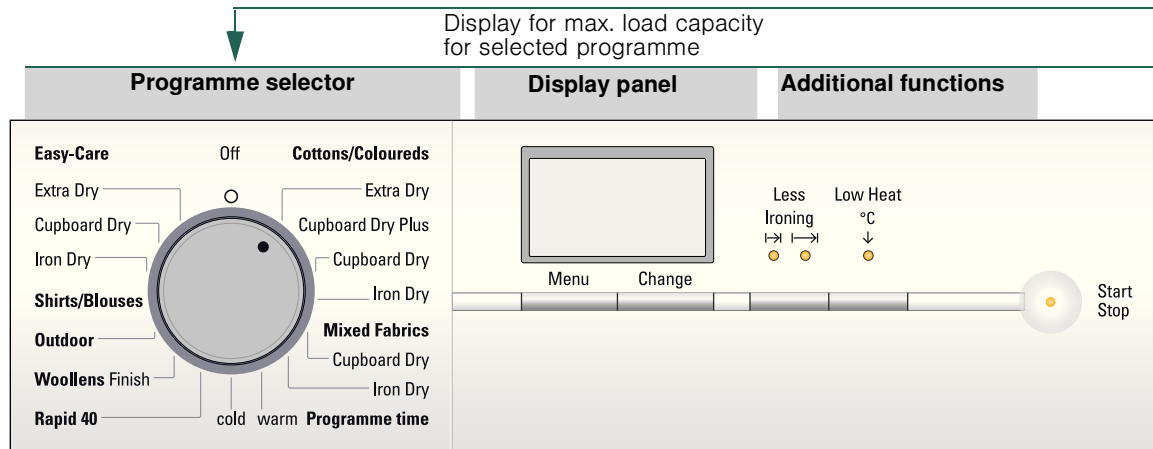 Display for max. load capacity
for selected programme
Programme selector
Display panel
Additional functions
Easy-Care
Off
Cottons/Coloureds
Extra Dry
Extra Dry
Cupboard Dry
Cupboard Dry Plus
Iron Dry
Cupboard Dry
Shirts/Blouses
Iron Dry
Outdoor
Mixed Fabrics
Woollens Finish
Cupboard Dry
Iron Dry
Rapid 40
cold
warm
Programme time
Menu
Change
Less
Ironing
Low Heat
°C
Start
Stop